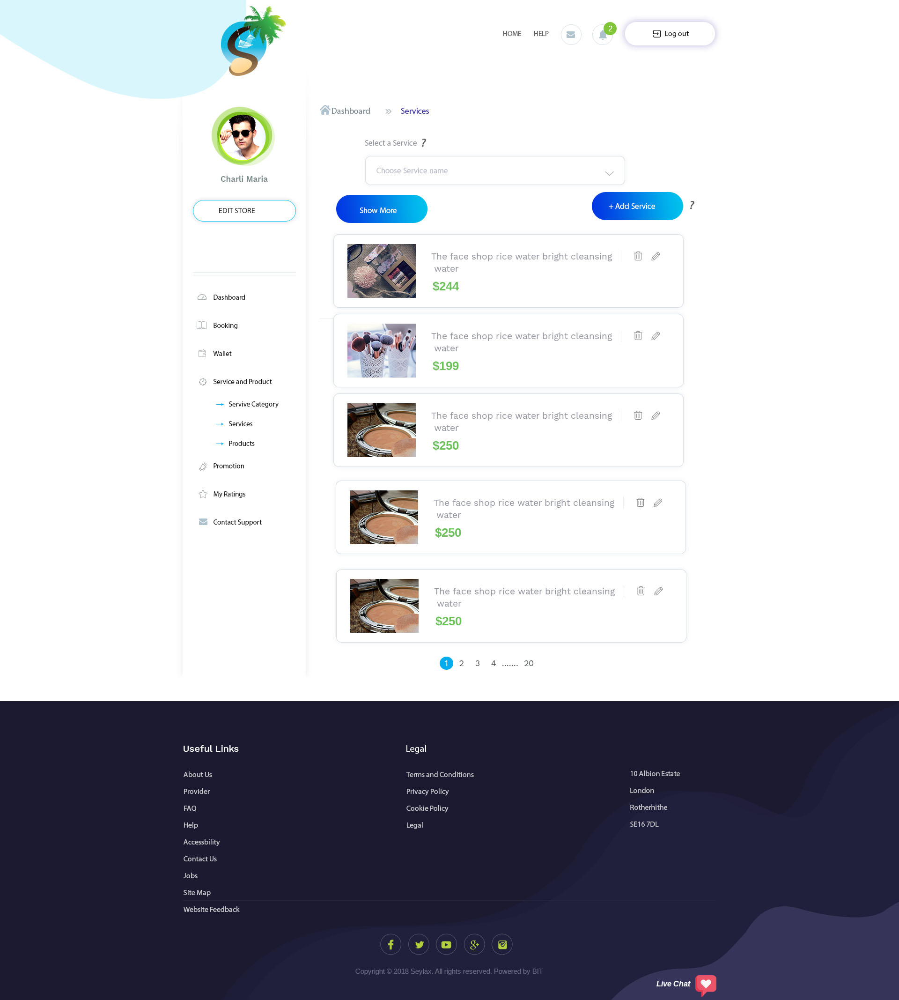 HOME HELP 2 Log out
Dashboard Services
Charli Maria
EDIT STORE
Dashboard
Booking
Wallet
Service and Product
Servive Category
Services
Products
Promotion
My Ratings
Contact Support
Select a Service ?
Choose Service name
Show More
+ Add Service ?
The face shop rice water bright cleansing
water
$244
The face shop rice water bright cleansing
water
$199
The face shop rice water bright cleansing
water
$250
The face shop rice water bright cleansing
water
$250
The face shop rice water bright cleansing
water
$250
1 2 3 4 ....... 20
Useful Links
About Us
Provider
FAQ
Help
Accessbility
Contact Us
Jobs
Site Map
Website Feedback
Legal
Terms and Conditions
Privacy Policy
Cookie Policy
Legal
10 Albion Estate
London
Rotherhithe
SE16 7DL
Copyright © 2018 Seylax. All rights reserved. Powered by BIT
Live Chat